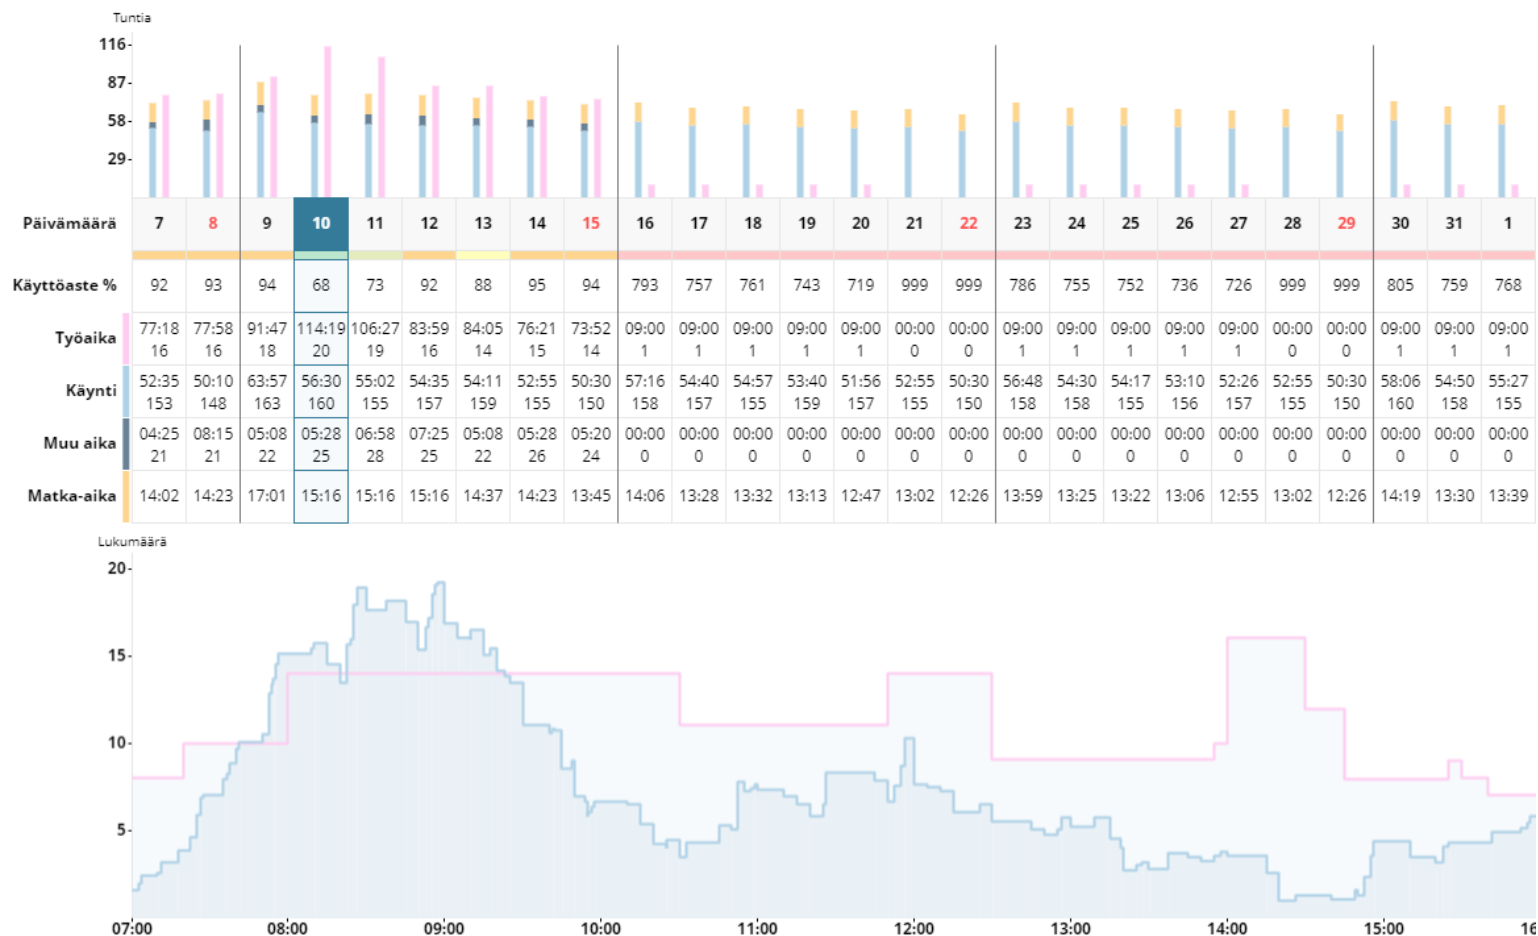 Tuntia
116
87
58
29
Päivämäärä 7 8 9 10 11 12 13 14 15 16 17 18 19 20 21 22 23 24 25 26 27 28 29 30 31 1
Käyttöaste % 92 93 94 68 73 92 88 95 94 793 757 761 743 719 999 999 786 755 752 736 726 999 999 805 759 768
Työaika 77:18 77:58 91:47 114:19 106:27 83:59 84:05 76:21 73:52 09:00 09:00 09:00 09:00 09:00 00:00 00:00 09:00 09:00 09:00 09:00 09:00 00:00 00:00 09:00 09:00 09:00
16 16 18 20 19 16 14 15 14 1 1 1 1 1 0 0 1 1 1 1 1 0 0 1 1 1
Käynti 52:35 50:10 63:57 56:30 55:02 54:35 54:11 52:55 50:30 57:16 54:40 54:57 53:40 51:56 52:55 50:30 56:48 54:30 54:17 53:10 52:26 52:55 50:30 58:06 54:50 55:27
153 148 163 160 155 157 159 155 150 158 157 155 159 157 155 150 158 158 155 156 157 155 150 160 158 155
Muu aika 04:25 08:15 05:08 05:28 06:58 07:25 05:08 05:28 05:20 00:00 00:00 00:00 00:00 00:00 00:00 00:00 00:00 00:00 00:00 00:00 00:00 00:00 00:00 00:00 00:00 00:00
21 21 22 25 28 25 22 26 24 0 0 0 0 0 0 0 0 0 0 0 0 0 0 0 0 0
Matka-aika 14:02 14:23 17:01 15:16 15:16 15:16 14:37 14:23 13:45 14:06 13:28 13:32 13:13 12:47 13:02 12:26 13:59 13:25 13:22 13:06 12:55 13:02 12:26 14:19 13:30 13:39
Lukumäärä
20
15
10
5
07:00 08:00 09:00 10:00 11:00 12:00 13:00 14:00 15:00 16